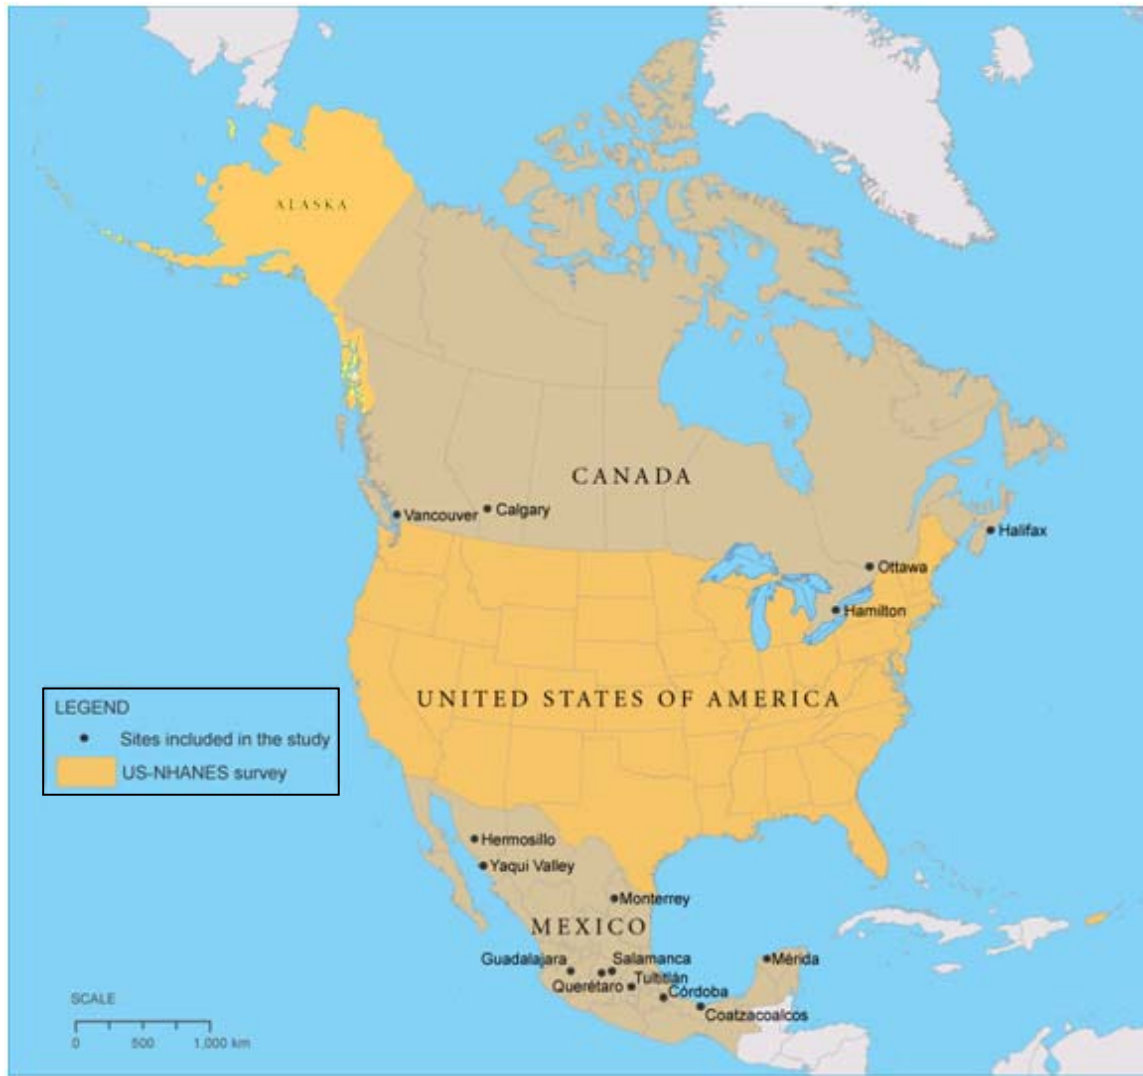 ALASKA
CANADA
Vancouver
Calgary
Halifax
Ottawa
Hamilton
UNITED STATES OF AMERICA
LEGEND
Sites included in the study
US-NHANES survey
Hermosillo
Yaqui Valley
Monterrey
MEXICO
Guadalajara
Salamanca
Querétaro
Tultitlán
Mérida
Córdoba
Coatzacoalcos
SCALE
0 500 1,000 km